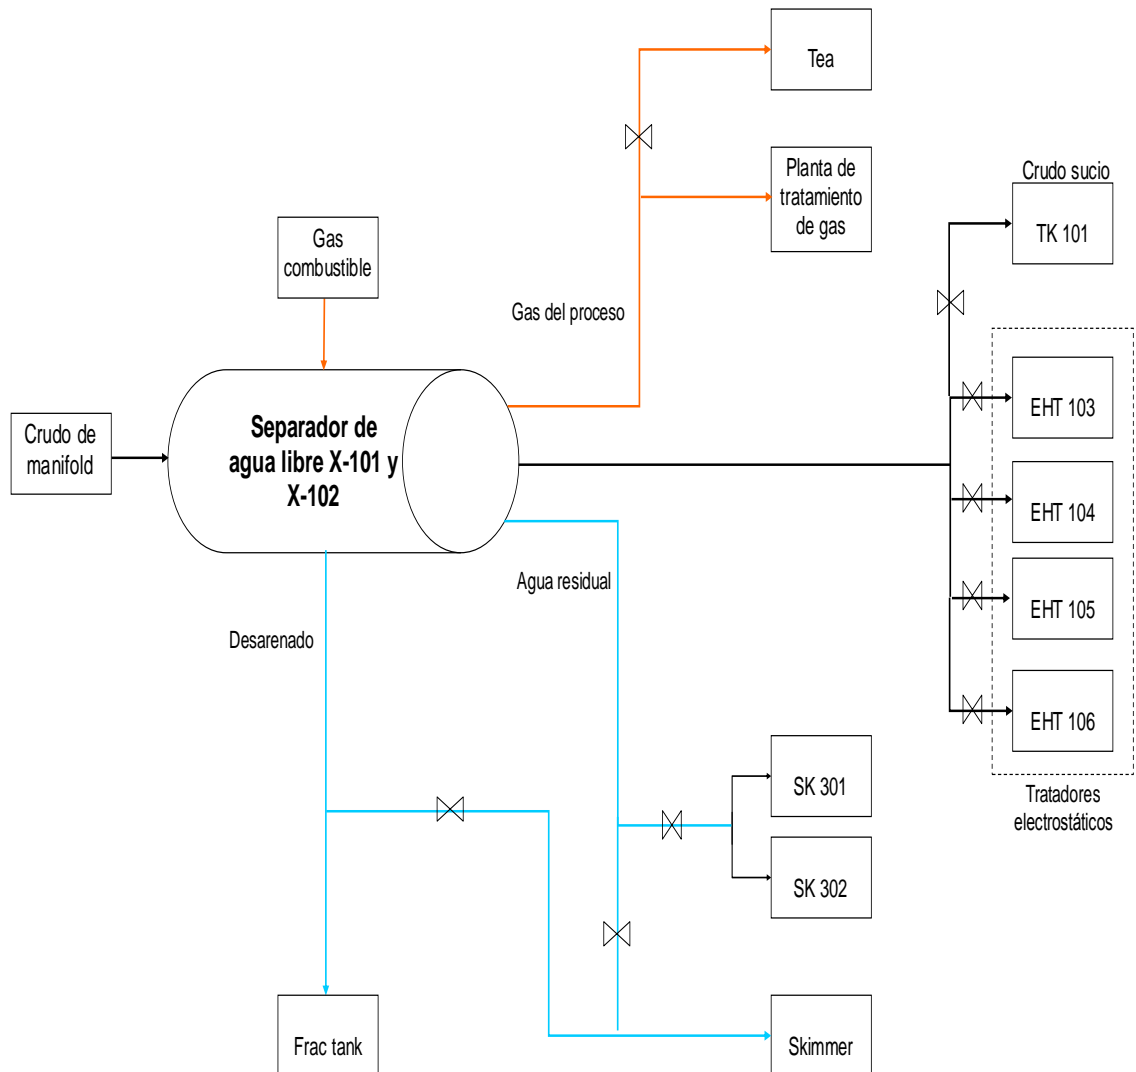 Tea
Planta de
tratamiento
de gas
Crudo sucio
TK 101
Gas
combustible
Gas del proceso
Crudo de
manifold
Separador de
agua libre X-101 y
X-102
EHT 103
EHT 104
EHT 105
EHT 106
Tratadores
electrostáticos
Agua residual
Desarenado
SK 301
SK 302
Frac tank
Skimmer